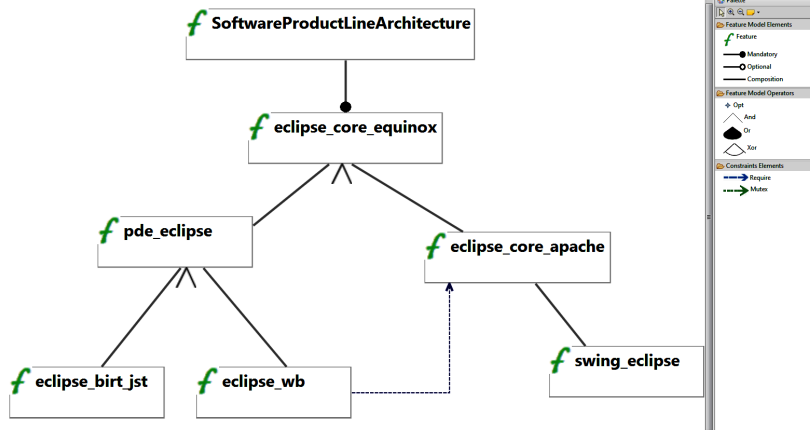 SoftwareProductLineArchitecture
eclipse_core_equinox
pde_eclipse
eclipse_core_apache
eclipse_birt_jst
eclipse_wb
swing_eclipse
Palette
Feature Model Elements
Feature
Mandatory
Optional
Composition
Feature Model Operators
Opt
And
Or
Xor
Constraints Elements
Require
Mutex